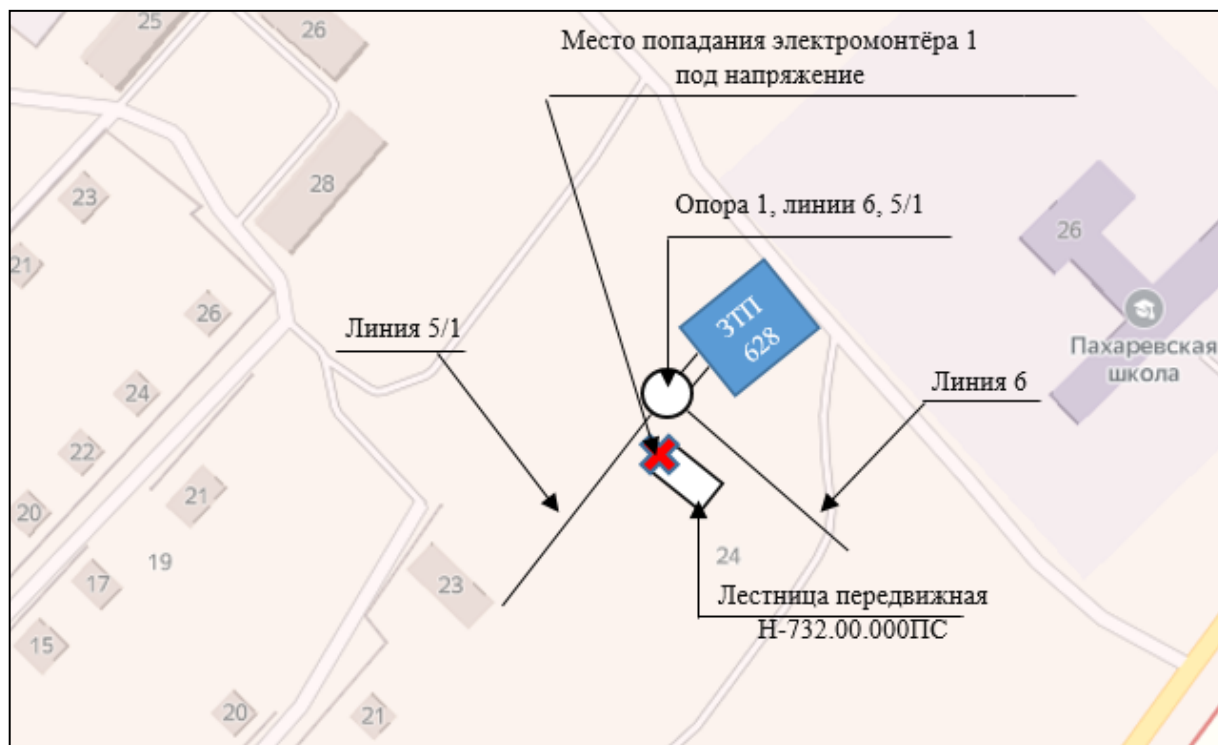 25
26
Место попадания электромонтёра 1
под напряжение
28
23
Опора 1, линии 6, 5/1
26
21
ЗТП
628
26
Линия 5/1
Пахаревская
школа
24
Линия 6
22
21
20
24
19
17
23
Лестница передвижная
Н-732.00.000ПС
15
20
21